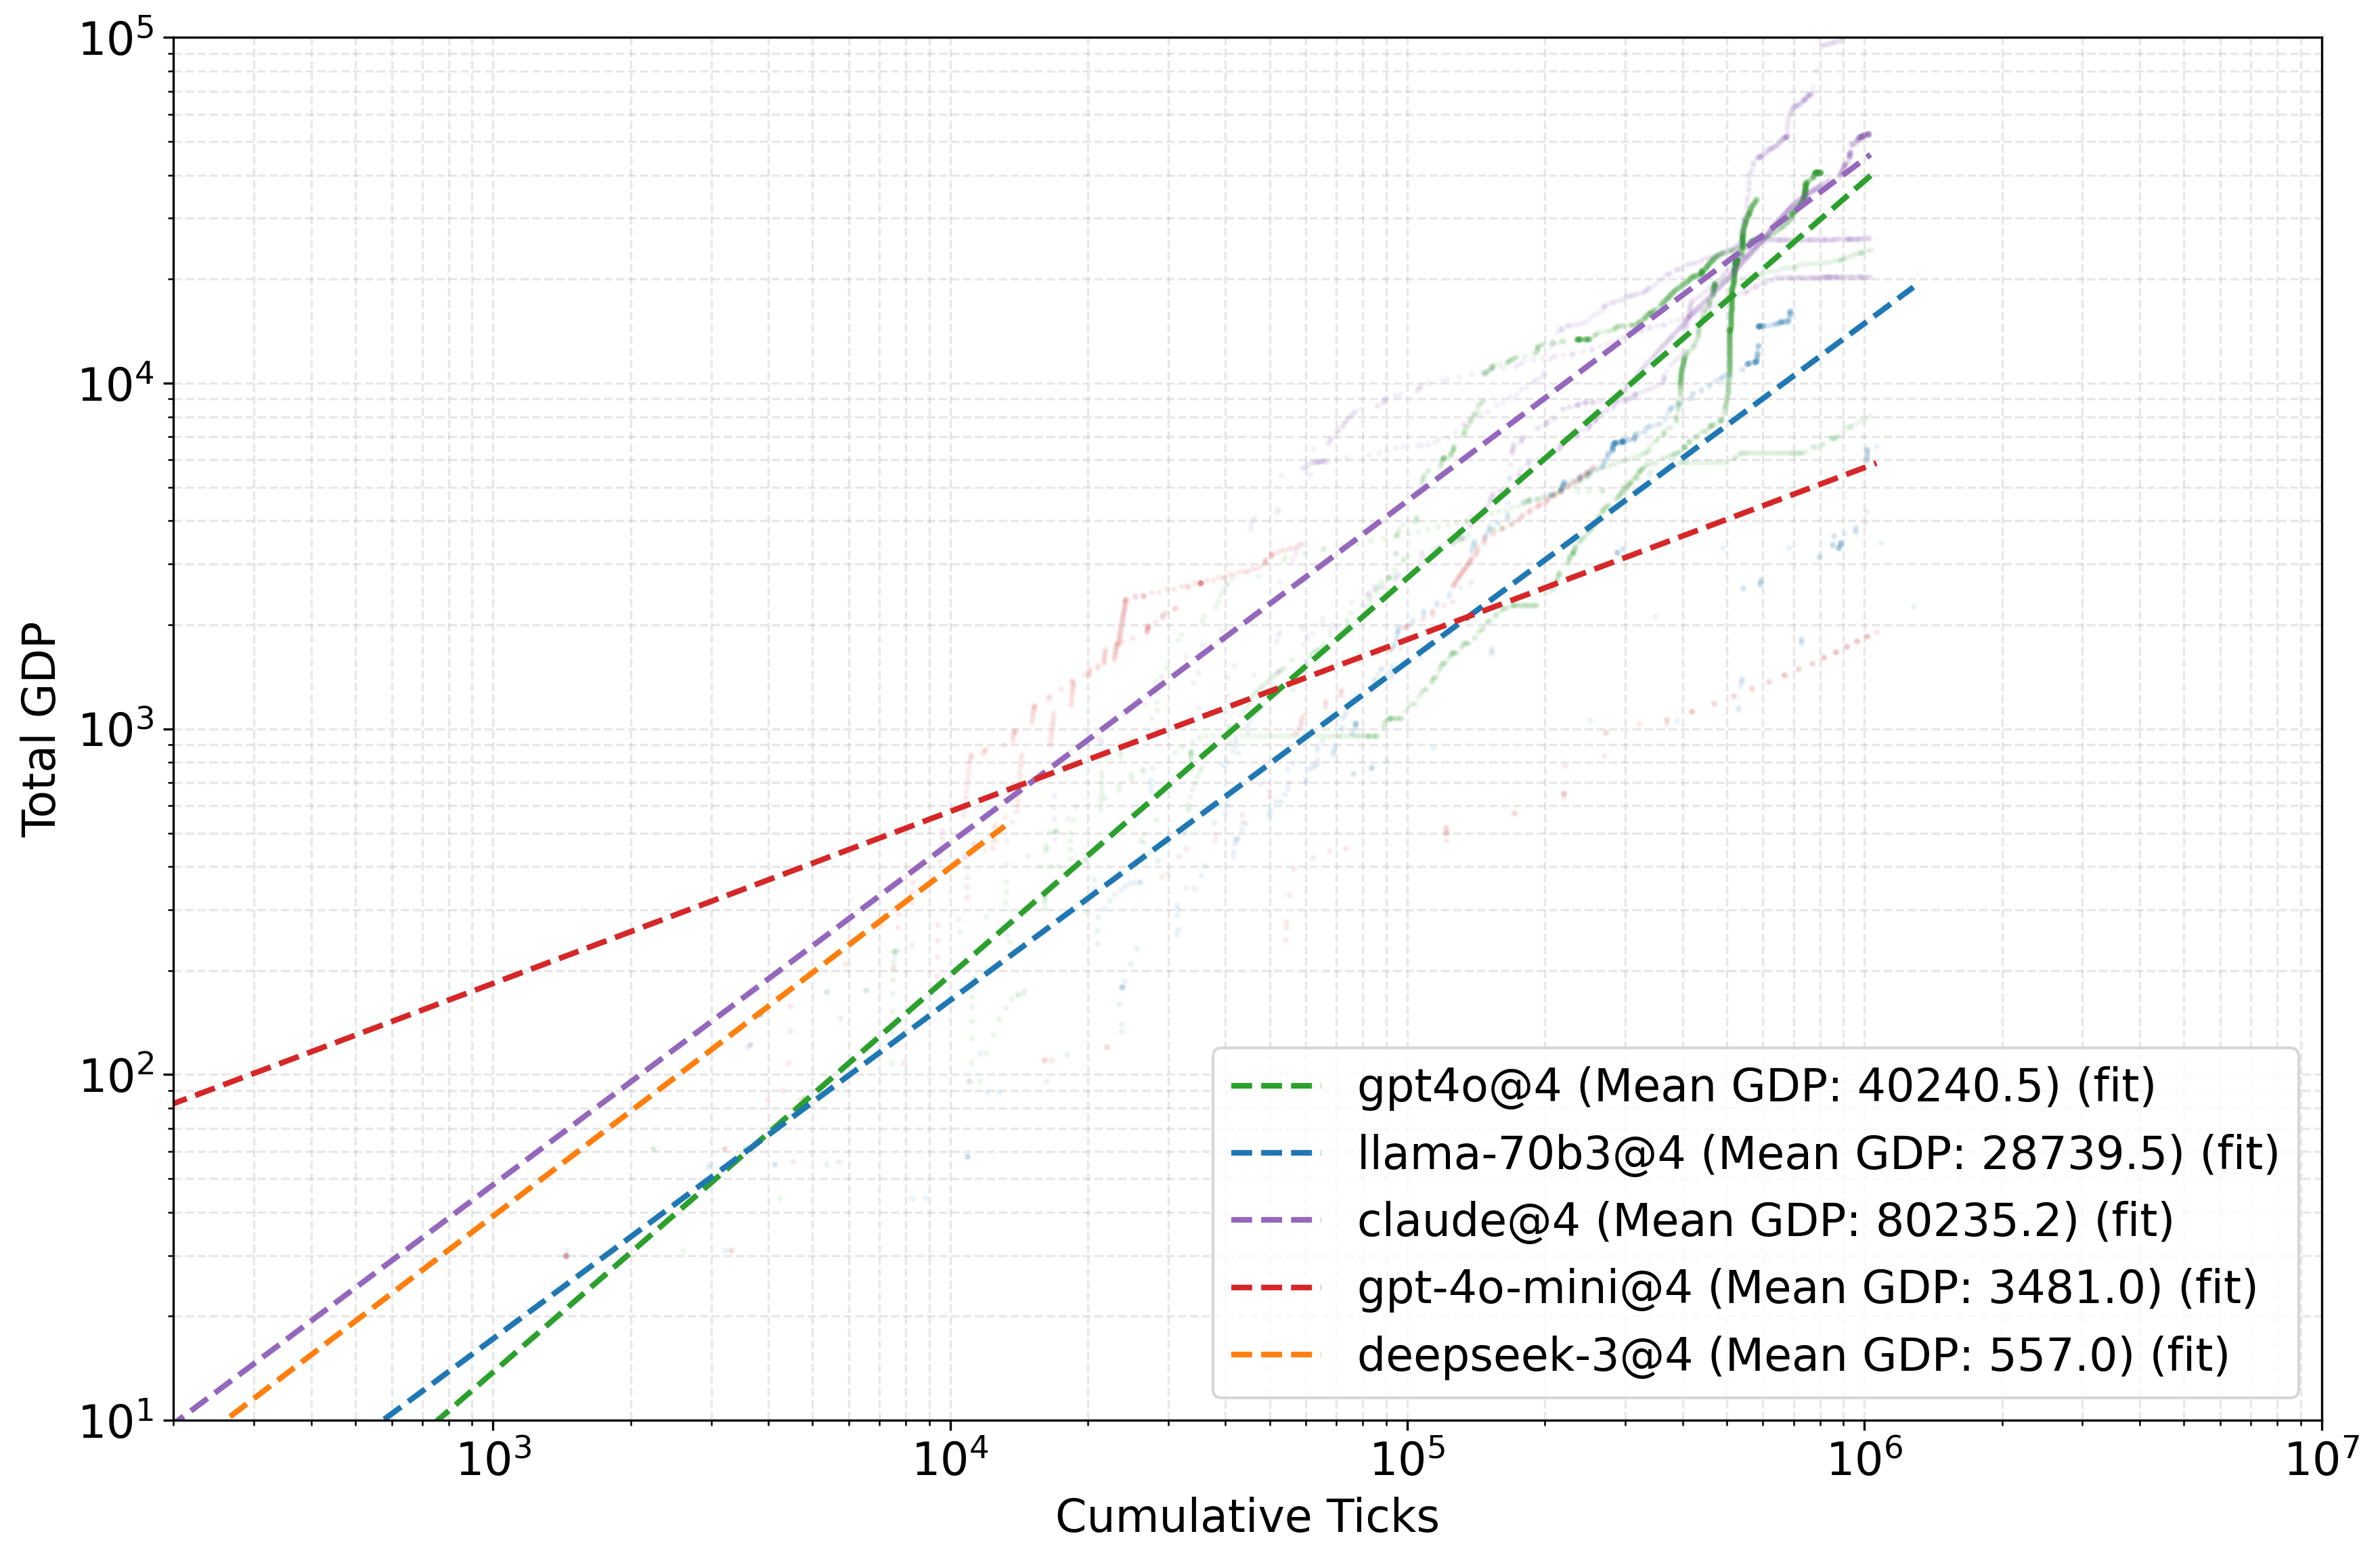 10^5
10^4
10^3
10^2
10^1
Total GDP
gpt4o@4 (Mean GDP: 40240.5) (fit)
llama-70b3@4 (Mean GDP: 28739.5) (fit)
claude@4 (Mean GDP: 80235.2) (fit)
gpt-4o-mini@4 (Mean GDP: 3481.0) (fit)
deepseek-3@4 (Mean GDP: 557.0) (fit)
10^3 10^4 10^5 10^6 10^7
Cumulative Ticks